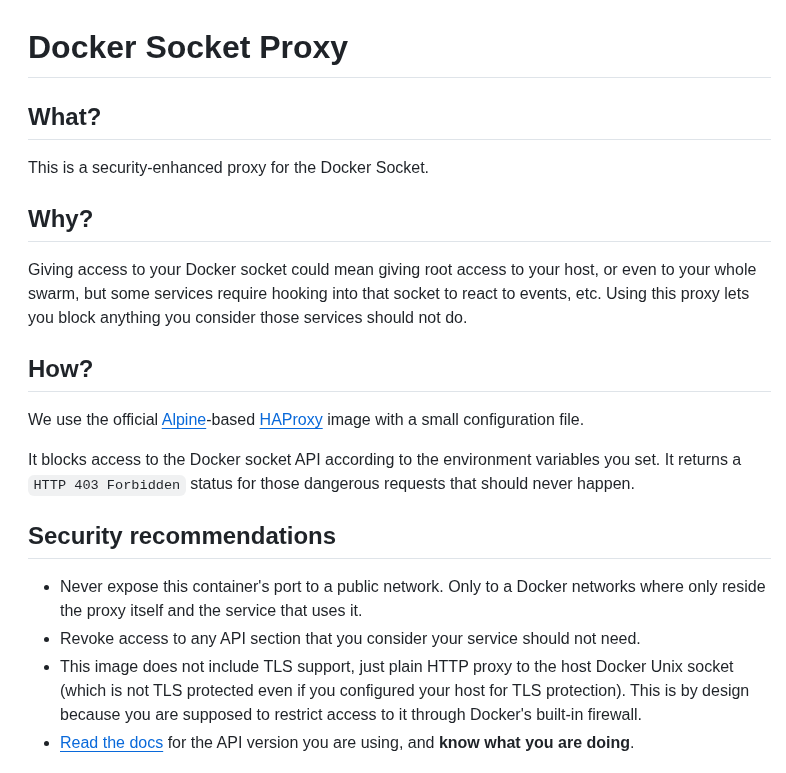 Docker Socket Proxy
What?
This is a security-enhanced proxy for the Docker Socket.
Why?
Giving access to your Docker socket could mean giving root access to your host, or even to your whole
swarm, but some services require hooking into that socket to react to events, etc. Using this proxy lets
you block anything you consider those services should not do.
How?
We use the official Alpine-based HAProxy image with a small configuration file.
It blocks access to the Docker socket API according to the environment variables you set. It returns a
HTTP 403 Forbidden status for those dangerous requests that should never happen.
Security recommendations
• Never expose this container's port to a public network. Only to a Docker networks where only reside
the proxy itself and the service that uses it.
• Revoke access to any API section that you consider your service should not need.
• This image does not include TLS support, just plain HTTP proxy to the host Docker Unix socket
(which is not TLS protected even if you configured your host for TLS protection). This is by design
because you are supposed to restrict access to it through Docker's built-in firewall.
• Read the docs for the API version you are using, and know what you are doing.